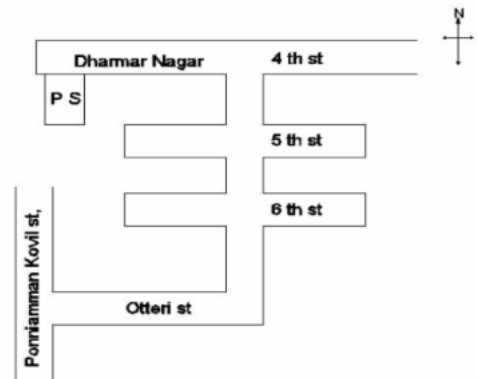 N
Dharmar Nagar 4 th st
P S
5 th st
6 th st
Ponniamman Kovil st,
Otteri st